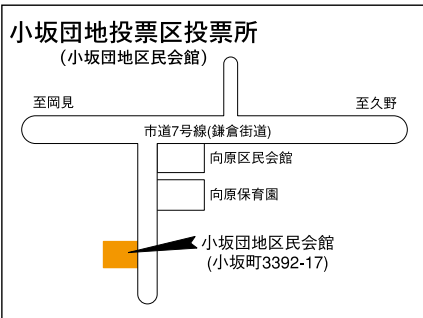 小坂団地投票区投票所
(小坂団地区民会館)
至岡見
至久野
市道7号線(鎌倉街道)
向原区民会館
向原保育園
小坂団地区民会館
(小坂町3392-17)